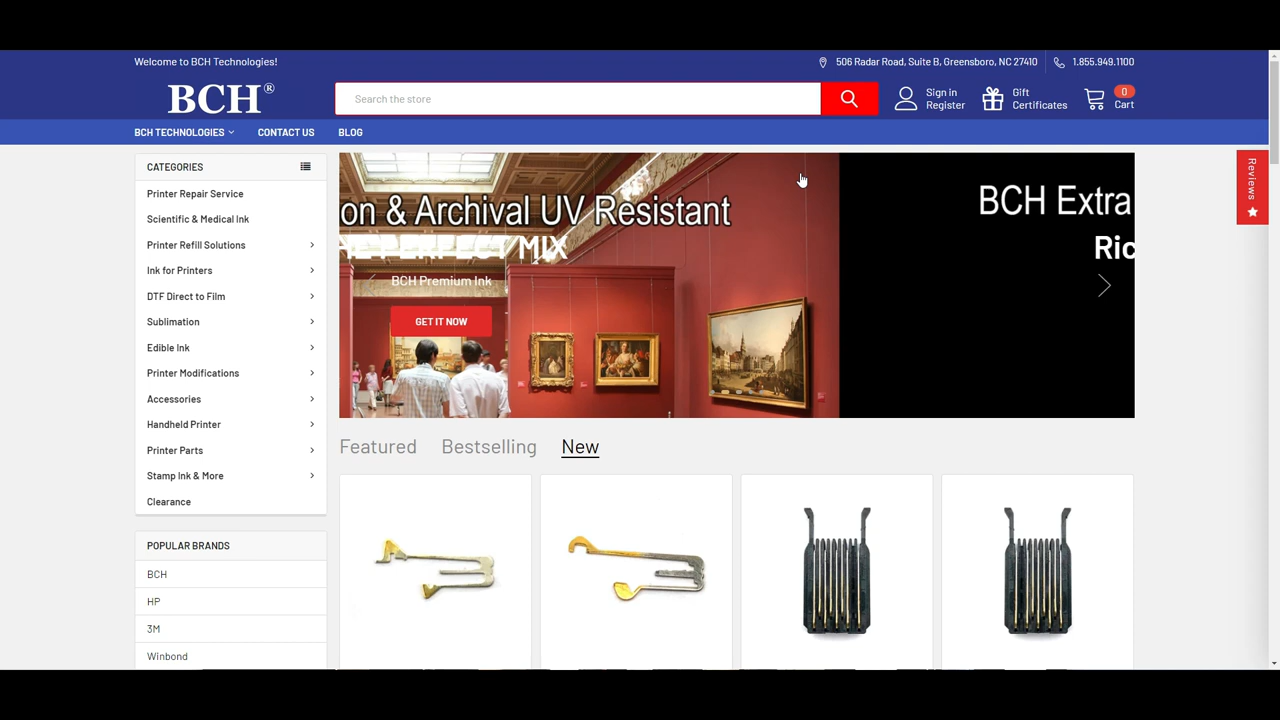 Welcome to BCH Technologies!
506 Radar Road, Suite B, Greensboro, NC 27410
1.855.949.1100
BCH®
Search the store
Sign in
Register
Gift
Certificates
0
Cart
BCH TECHNOLOGIES
CONTACT US
BLOG
CATEGORIES
Printer Repair Service
Scientific & Medical Ink
Printer Refill Solutions
Ink for Printers
DTF Direct to Film
Sublimation
Edible Ink
Printer Modifications
Accessories
Handheld Printer
Printer Parts
Stamp Ink & More
Clearance
POPULAR BRANDS
BCH
HP
3M
Winbond
on & Archival UV Resistant
THE PERFECT MIX
BCH Premium Ink
GET IT NOW
BCH Extra
Ric
Reviews
Featured
Bestselling
New